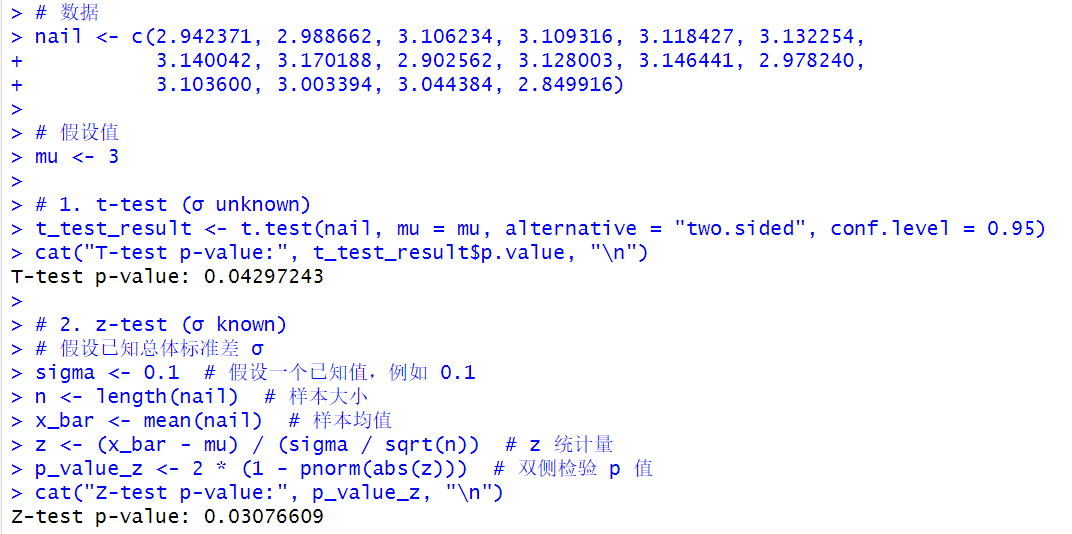 > # 数据
> nail <- c(2.942371, 2.988662, 3.106234, 3.109316, 3.118427, 3.132254,
+           3.140042, 3.170188, 2.902562, 3.128003, 3.146441, 2.978240,
+           3.103600, 3.003394, 3.044384, 2.849916)
>
> # 假设值
> mu <- 3
>
> # 1. t-test (σ unknown)
> t_test_result <- t.test(nail, mu = mu, alternative = "two.sided", conf.level = 0.95)
> cat("T-test p-value:", t_test_result$p.value, "\n")
T-test p-value: 0.04297243
>
> # 2. z-test (σ known)
> # 假设已知总体标准差 σ
> sigma <- 0.1  # 假设一个已知值，例如 0.1
> n <- length(nail)  # 样本大小
> x_bar <- mean(nail)  # 样本均值
> z <- (x_bar - mu) / (sigma / sqrt(n))  # z 统计量
> p_value_z <- 2 * (1 - pnorm(abs(z)))  # 双侧检验 p 值
> cat("Z-test p-value:", p_value_z, "\n")
Z-test p-value: 0.03076609